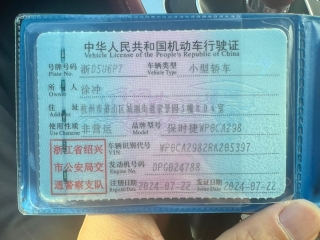 中华人民共和国机动车行驶证
Vehicle License of the People's Republic of China
号牌号码 浙D5U6P7 车辆类型 小型轿车
Plate No. Vehicle Type
所有人 徐冲
Owner
住址
Address
使用性质 非营运 品牌型号 保时捷WP0CA298
Use Character Model
浙江省绍兴
市公安局交
通警察支队
车辆识别代号 WP0CA2982RK205397
VIN
发动机号码 DPG024788
Engine No.
注册日期 2024-07-22 发证日期 2024-07-22
Register Date Issue Date